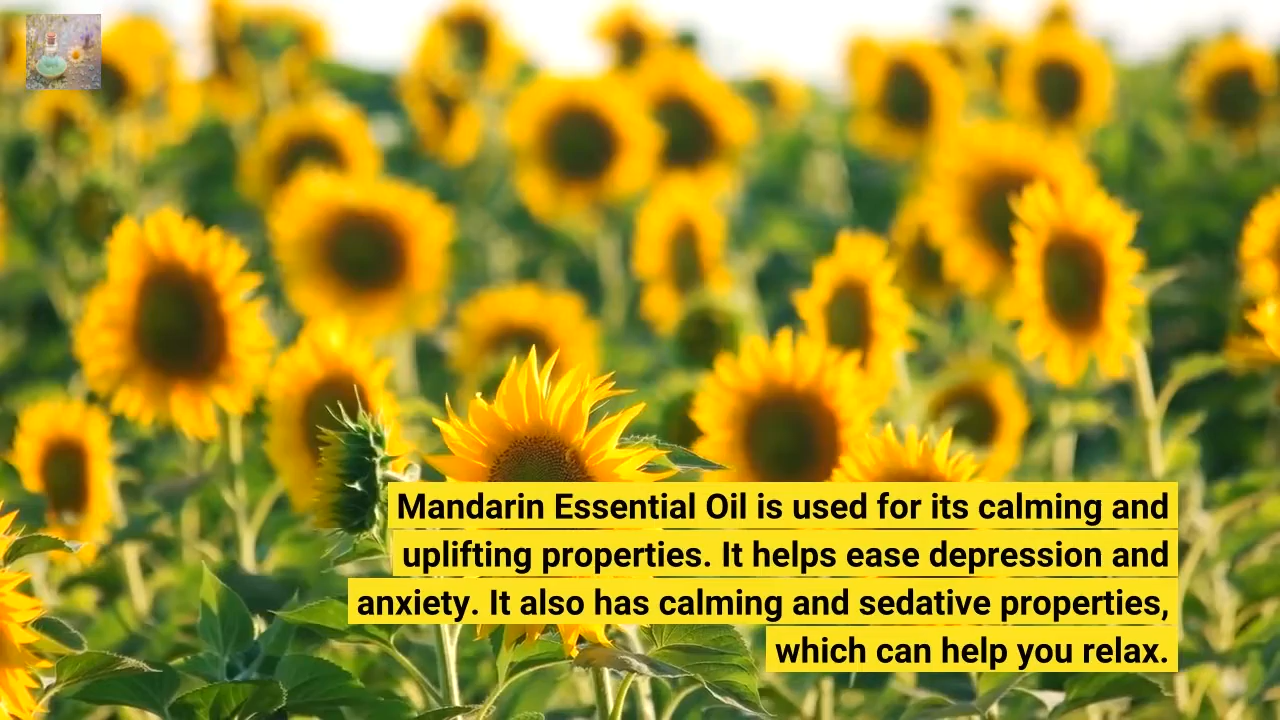 Mandarin Essential Oil is used for its calming and
uplifting properties. It helps ease depression and
anxiety. It also has calming and sedative properties,
which can help you relax.